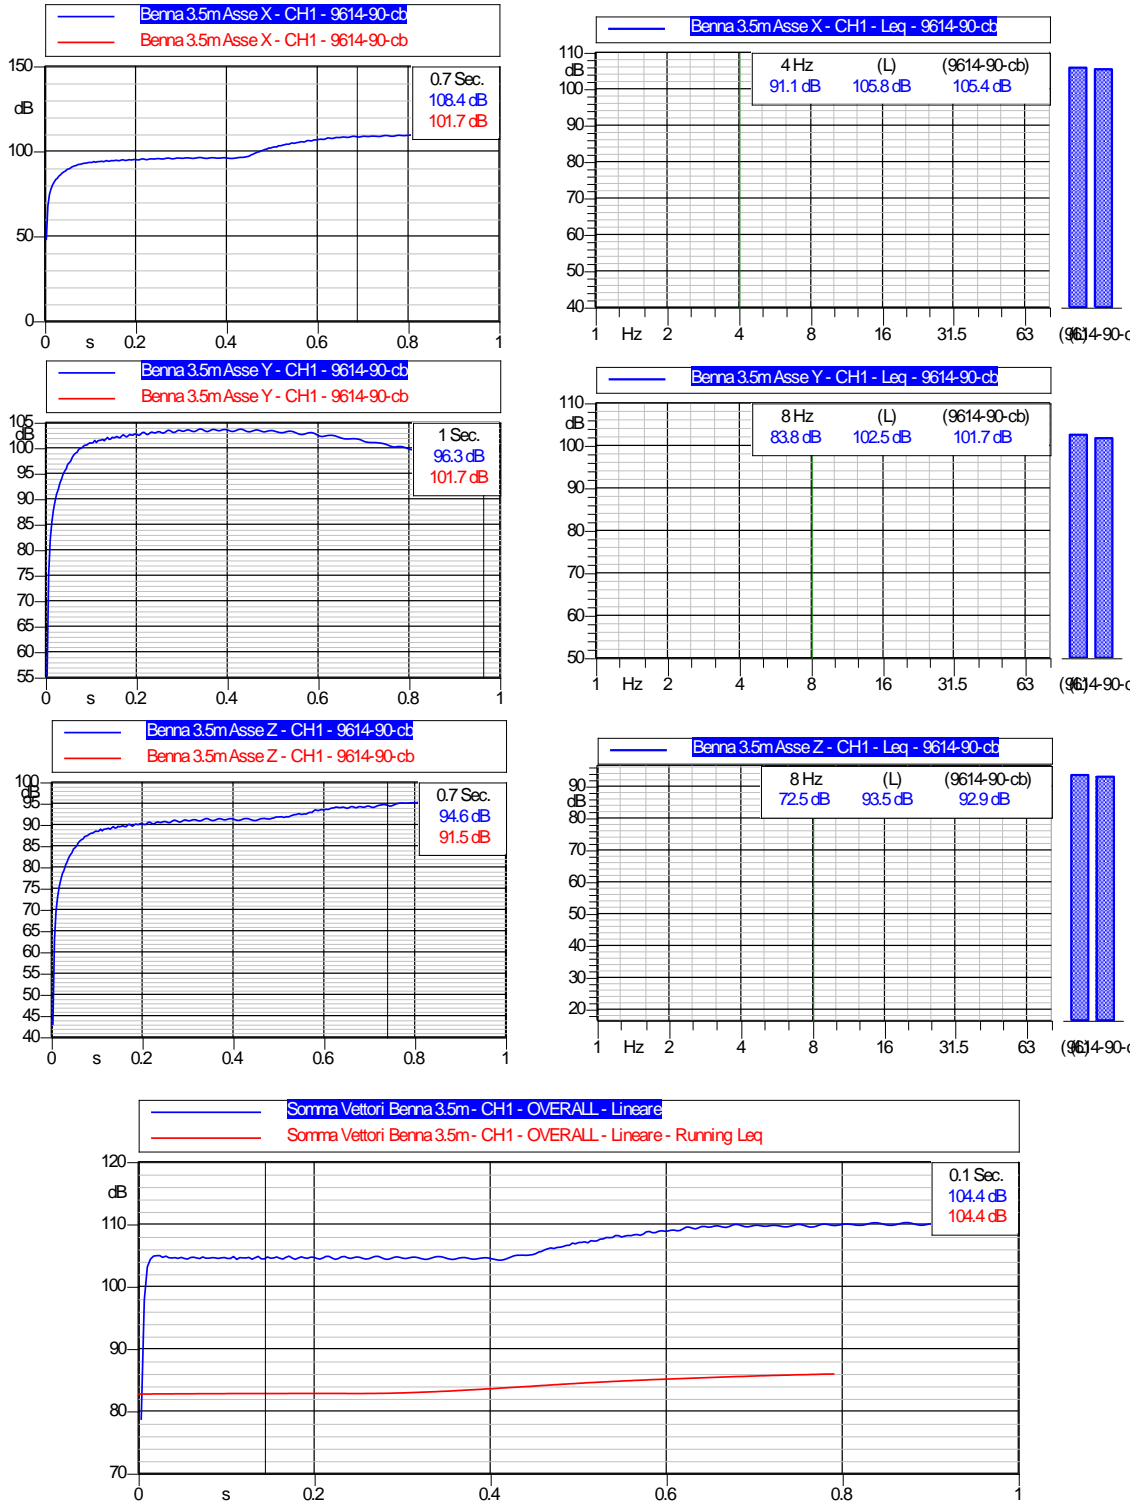 Benna 3.5m Asse X - CH1 - 9614-90-cb
Benna 3.5m Asse X - CH1 - 9614-90-cb
150
dB
100
50
0
0.7 Sec.
108.4 dB
101.7 dB
0 s 0.2 0.4 0.6 0.8 1
Benna 3.5m Asse X - CH1 - Leq - 9614-90-cb
110
dB
100
90
80
70
60
50
40
4 Hz (L) (9614-90-cb)
91.1 dB 105.8 dB 105.4 dB
1 Hz 2 4 8 16 31.5 63
Benna 3.5m Asse Y - CH1 - 9614-90-cb
Benna 3.5m Asse Y - CH1 - 9614-90-cb
105
dB
100
95
90
85
80
75
70
65
60
55
1 Sec.
96.3 dB
101.7 dB
0 s 0.2 0.4 0.6 0.8 1
Benna 3.5m Asse Y - CH1 - Leq - 9614-90-cb
110
dB
100
90
80
70
60
50
8 Hz (L) (9614-90-cb)
83.8 dB 102.5 dB 101.7 dB
1 Hz 2 4 8 16 31.5 63
Benna 3.5m Asse Z - CH1 - 9614-90-cb
Benna 3.5m Asse Z - CH1 - 9614-90-cb
100
dB
95
90
85
80
75
70
65
60
55
50
45
40
0.7 Sec.
94.6 dB
91.5 dB
0 s 0.2 0.4 0.6 0.8 1
Benna 3.5m Asse Z - CH1 - Leq - 9614-90-cb
90
dB
80
70
60
50
40
30
20
8 Hz (L) (9614-90-cb)
72.5 dB 93.5 dB 92.9 dB
1 Hz 2 4 8 16 31.5 63
Somma Vettori Benna 3.5m - CH1 - OVERALL - Lineare
Somma Vettori Benna 3.5m - CH1 - OVERALL - Lineare - Running Leq
120
dB
110
100
90
80
70
0.1 Sec.
104.4 dB
104.4 dB
0 s 0.2 0.4 0.6 0.8 1